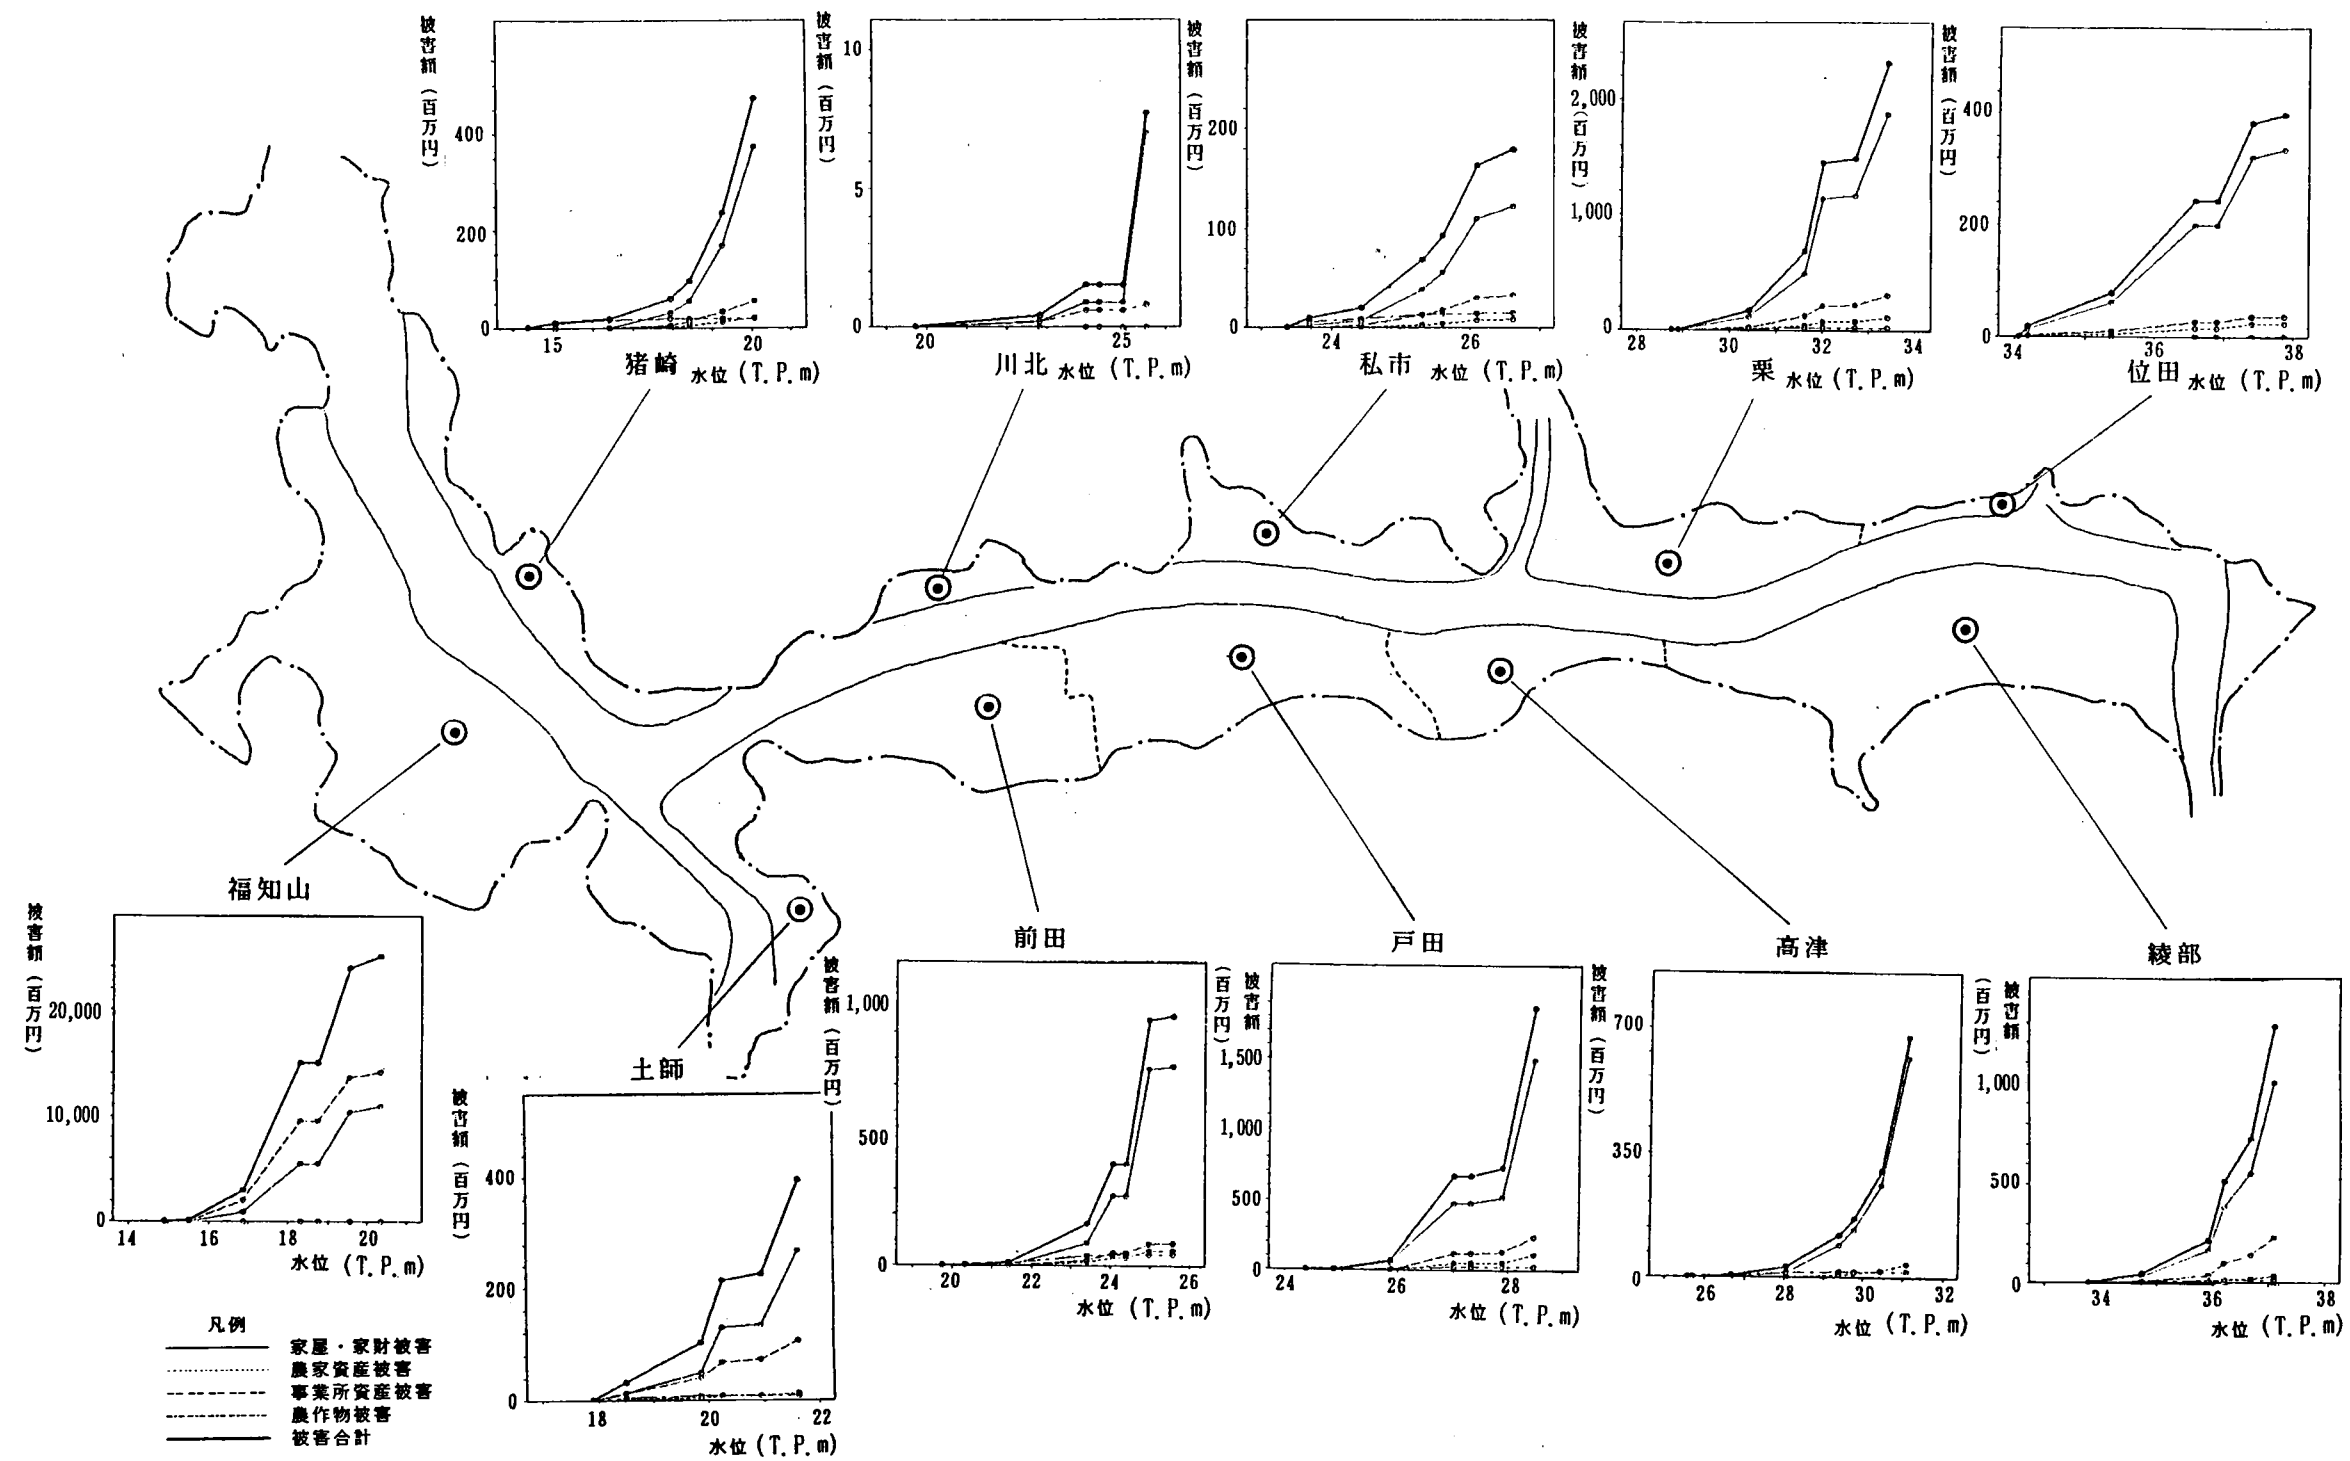 被害額（百万円）
400
200
0
15
20
水位（T.P.m）
猪崎
被害額（百万円）
10
5
0
20
25
水位（T.P.m）
川北
被害額（百万円）
200
100
0
24
26
水位（T.P.m）
私市
被害額（百万円）
2,000
1,000
0
28
30
32
34
水位（T.P.m）
栗
被害額（百万円）
400
200
0
34
36
38
水位（T.P.m）
位田
福知山
被害額（百万円）
20,000
10,000
0
14
16
18
20
水位（T.P.m）
土師
被害額（百万円）
400
200
0
18
20
22
水位（T.P.m）
前田
被害額（百万円）
1,000
500
0
20
22
24
26
水位（T.P.m）
戸田
被害額（百万円）
1,500
1,000
500
0
24
26
28
水位（T.P.m）
高津
被害額（百万円）
700
350
0
26
28
30
32
水位（T.P.m）
綾部
被害額（百万円）
1,000
500
0
34
36
38
水位（T.P.m）
凡例
家屋・家財被害
農家資産被害
事業所資産被害
農作物被害
被害合計